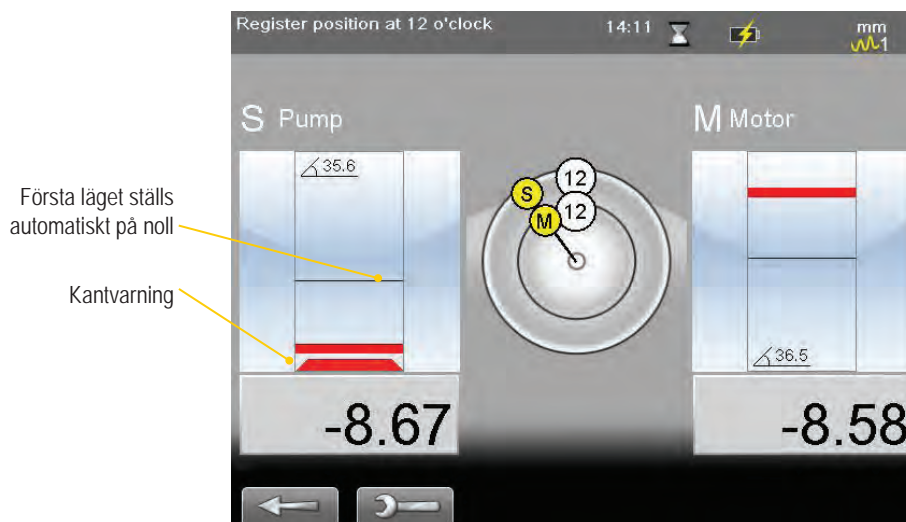 Register position at 12 o'clock
14:11
mm
1
S Pump
M Motor
35.6
12
S
12
M
Första läget ställs
automatiskt på noll
Kantvarning
36.5
-8.67
-8.58